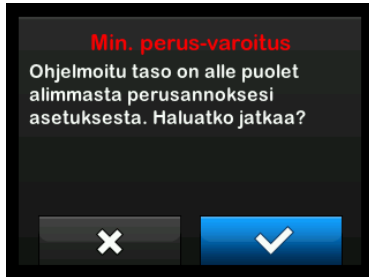 Min. perus-varoitus
Ohjelmoitu taso on alle puolet
alimmasta perusannoksesi
asetuksesta. Haluatko jatkaa?